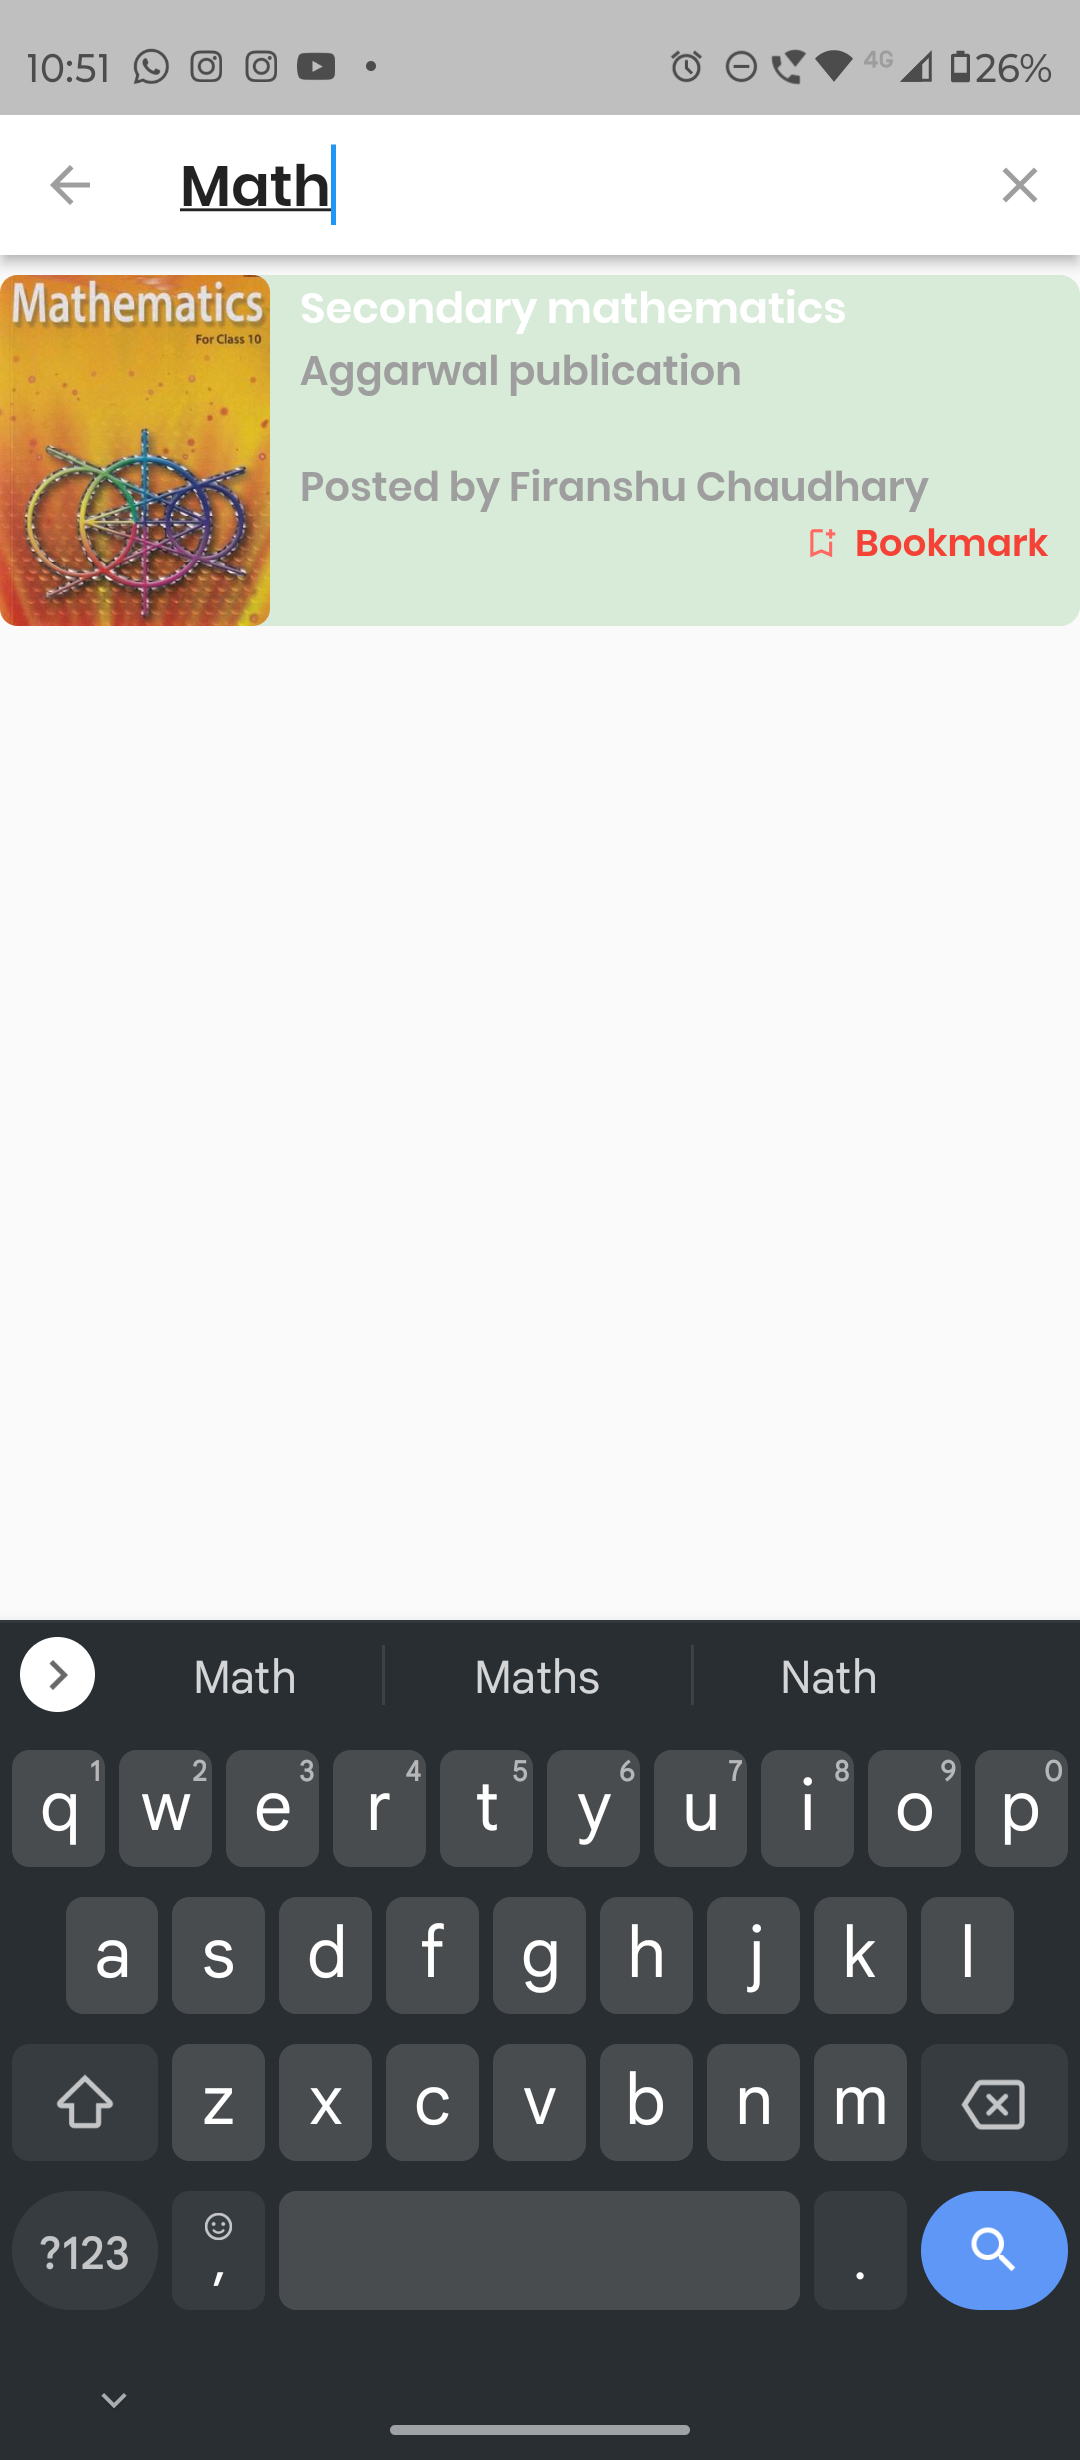 10:51 4G 26%
Math
Mathematics
For Class 10
Secondary mathematics
Aggarwal publication
Posted by Firanshu Chaudhary
Bookmark
Math Maths Nath
q 1 w 2 e 3 r 4 t 5 y 6 u 7 i 8 o 9 p 0
a s d f g h j k l
z x c v b n m
?123 , .